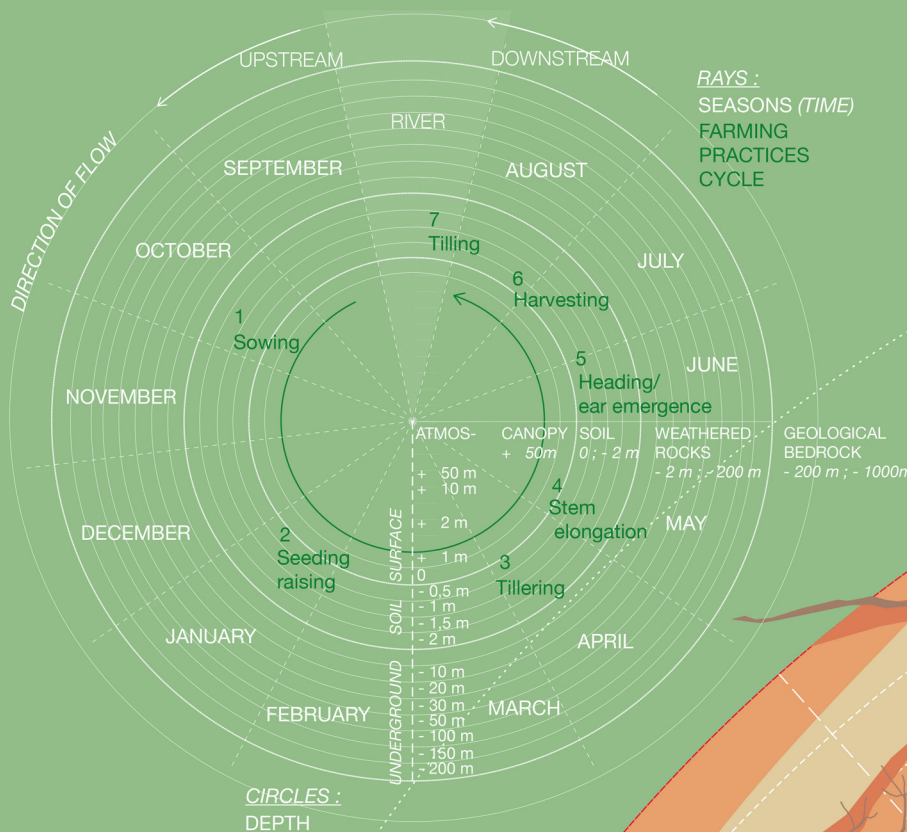 UPSTREAM
DOWNSTREAM
RIVER
DIRECTION OF FLOW
RAYS :
SEASONS (TIME)
FARMING
PRACTICES
CYCLE
SEPTEMBER
AUGUST
OCTOBER
JULY
NOVEMBER
JUNE
DECEMBER
MAY
JANUARY
APRIL
FEBRUARY
MARCH
7
Tilling
6
Harvesting
1
Sowing
5
Heading/
ear emergence
4
Stem
elongation
2
Seeding
raising
3
Tillering
ATMOS-
CANOPY
+ 50m
SOIL
0 ; - 2 m
WEATHERED
ROCKS
- 2 m ; - 200 m
GEOLOGICAL
BEDROCK
- 200 m ; - 1000m
SURFACE
+ 50 m
+ 10 m
+ 2 m
+ 1 m
0
SOIL
- 0,5 m
- 1 m
- 1,5 m
- 2 m
UNDERGROUND
- 10 m
- 20 m
- 30 m
- 50 m
- 100 m
- 150 m
- 200 m
CIRCLES :
DEPTH